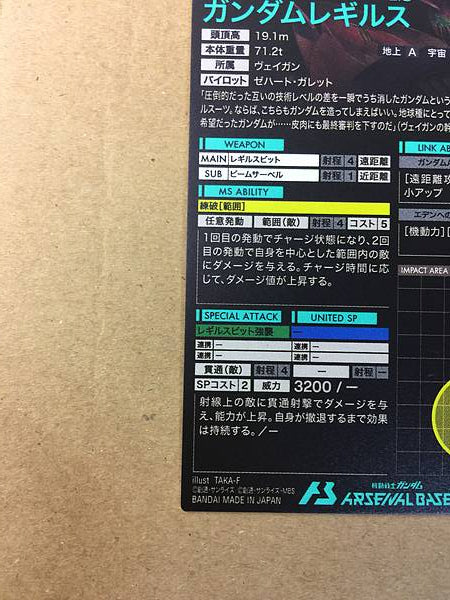 ガンダムレギルス
頭頂高 19.1m
本体重量 71.2t
地上 A 宇宙
所属 ヴェイガン
パイロット ゼハート・ガレット
「圧倒的だった互いの技術レベルの差を一瞬でうち消したガンダムという
ルスーツ。ならば、こちらもガンダムを造ってしまえばいい。地球種にとって
希望だったガンダムが……皮肉にも最終審判を下すのだ」(ヴェイガンの幹
WEAPON
MAIN レギルスビット 射程 4 遠距離
SUB ビームサーベル 射程 1 近距離
MS ABILITY
練破[範囲]
任意発動 範囲(敵) 射程 4 コスト 5
1回目の発動でチャージ状態になり、2回
目の発動で自身を中心とした範囲内の敵
にダメージを与える。チャージ時間に応
じて、ダメージ値が上昇する。
LINK AB
ガンダム
[遠距離攻
小アップ
エデンへの
[機動力]
IMPACT AREA
SPECIAL ATTACK UNITED SP
レギルスビット強襲 ー
連携 ー 連携 ー
連携 ー 連携 ー
貫通(敵) 射程 4 ー 射程 ー
SPコスト 2 威力 3200 /ー
射線上の敵に貫通射撃でダメージを与
え、能力が上昇。自身が撤退するまで効果
は持続する。/ー
illust. TAKA-F
©創通・サンライズ ©創通・サンライズ・MBS
BANDAI MADE IN JAPAN
機動戦士ガンダム
ARSENAL BASE